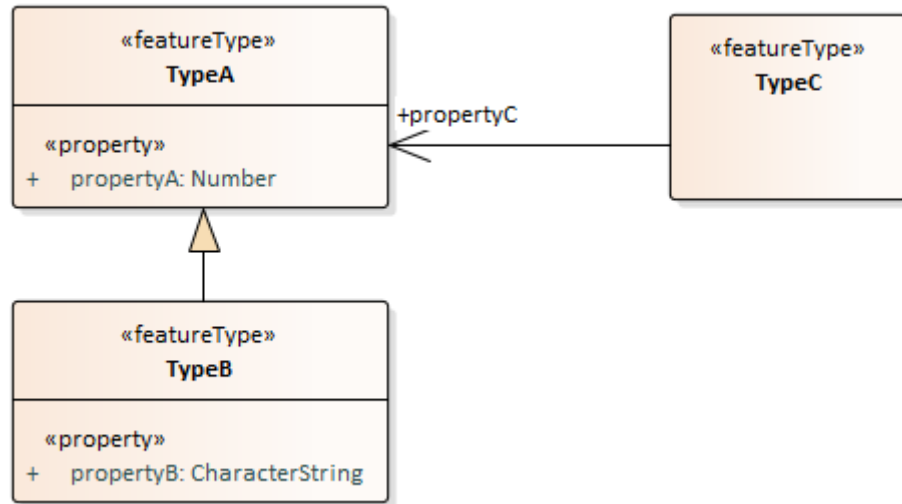 «featureType»
TypeA
«property»
+ propertyA: Number
+propertyC
«featureType»
TypeC
«featureType»
TypeB
«property»
+ propertyB: CharacterString